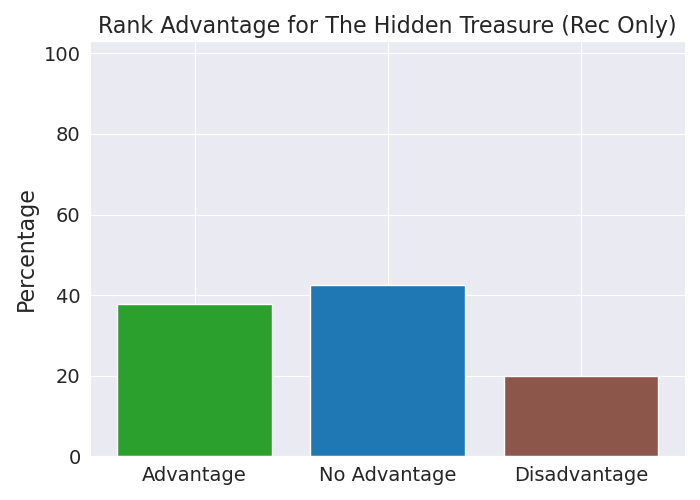 Rank Advantage for The Hidden Treasure (Rec Only)
100
80
60
40
20
0
Percentage
Advantage
No Advantage
Disadvantage